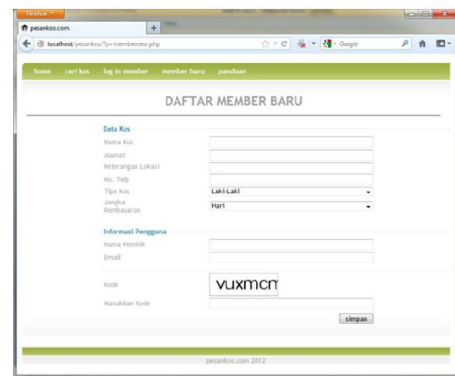 Firefox
pesankos.com
localhost/pesankos/?p=membernew.php
Google
home cari kos log in member member baru panduan
DAFTAR MEMBER BARU
Data Kos
Nama Kos
Alamat
Keterangan Lokasi
No. Telp
Tipe Kos
Laki-Laki
Jangka
Pembayaran
Hari
Informasi Pengguna
Nama Pemilik
Email
Kode
vuxmcn
Masukkan Kode
simpan
pesankos.com 2012